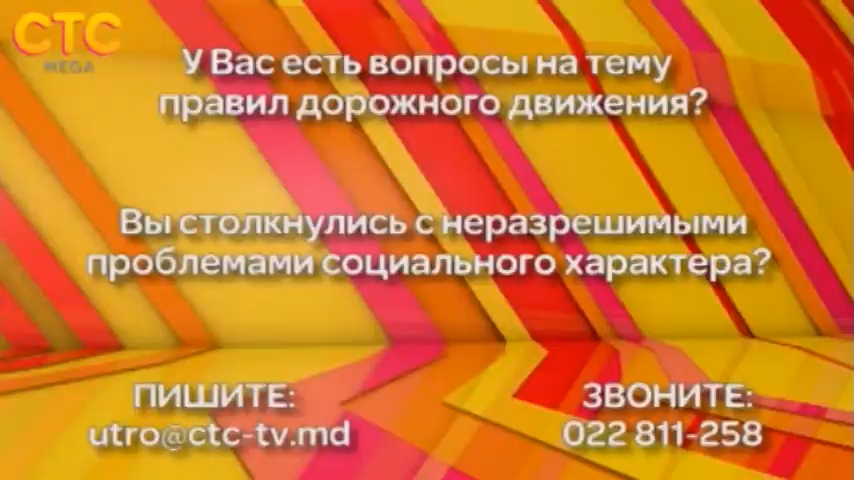 СТС
MEGA
У Вас есть вопросы на тему
правил дорожного движения?
Вы столкнулись с неразрешимыми
проблемами социального характера?
ПИШИТЕ:
utro@ctc-tv.md
ЗВОНИТЕ:
022 811-258